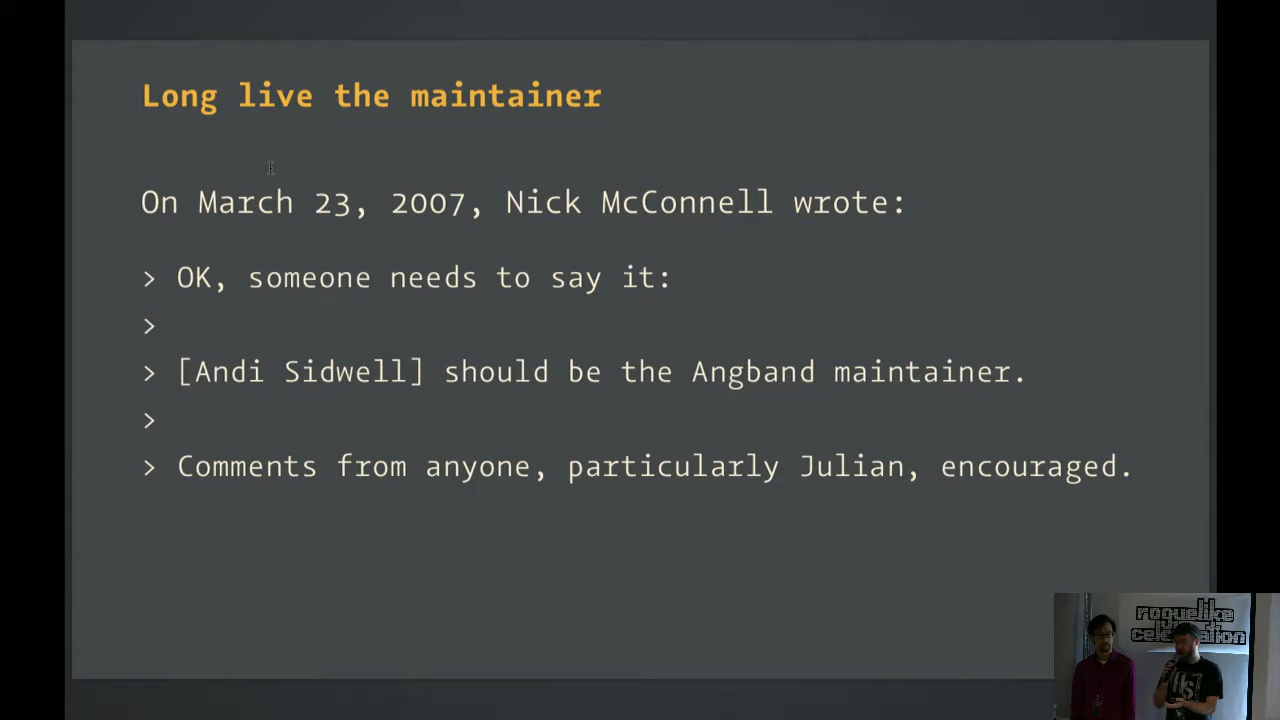 Long live the maintainer
On March 23, 2007, Nick McConnell wrote:
> OK, someone needs to say it:
>
> [Andi Sidwell] should be the Angband maintainer.
>
> Comments from anyone, particularly Julian, encouraged.
roguelike
celebration